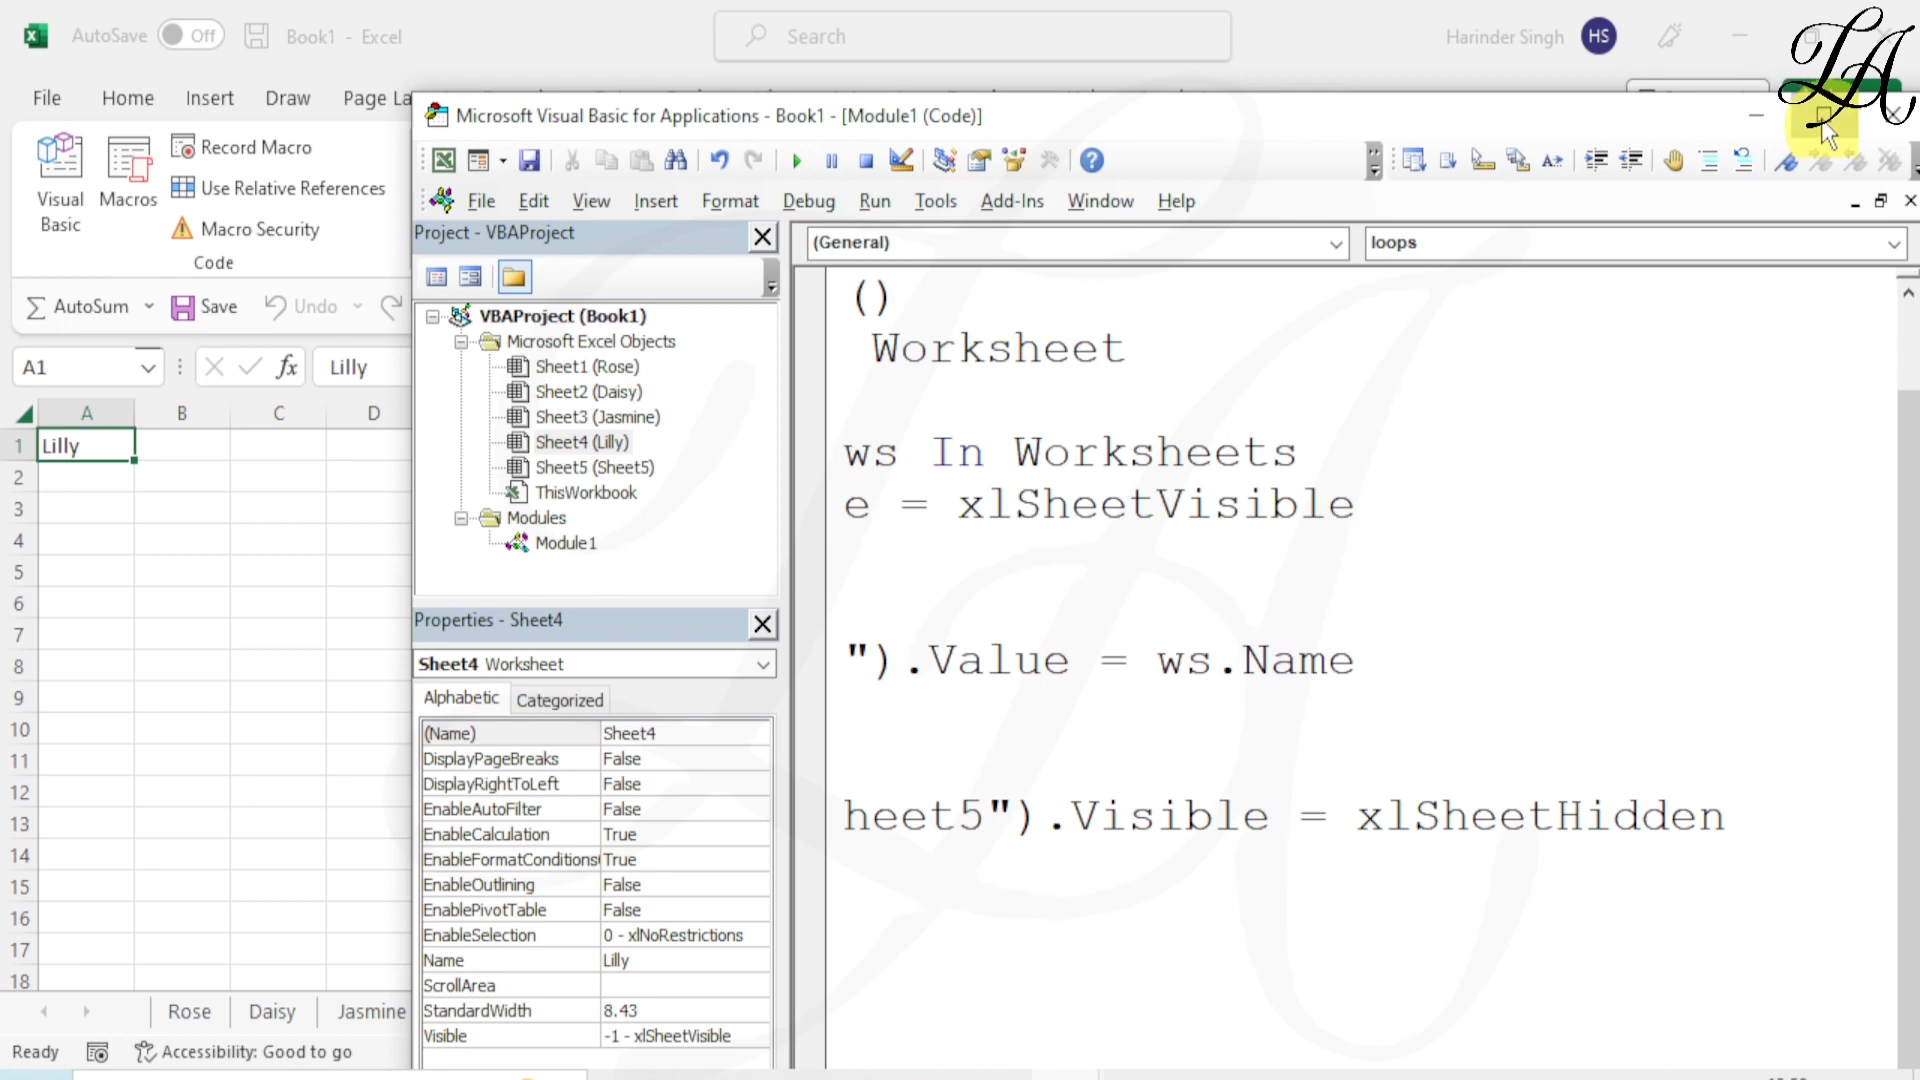 AutoSave
Off
Book1 - Excel
Search
Harinder Singh
HS
LA
File
Home
Insert
Draw
Page La
Visual
Basic
Macros
Record Macro
Use Relative References
Macro Security
Code
AutoSum
Save
Undo
A1
fx
Lilly
A
B
C
D
1
Lilly
2
3
4
5
6
7
8
9
10
11
12
13
14
15
16
17
18
Rose
Daisy
Jasmine
Ready
Accessibility: Good to go
Microsoft Visual Basic for Applications - Book1 - [Module1 (Code)]
File
Edit
View
Insert
Format
Debug
Run
Tools
Add-Ins
Window
Help
Project - VBAProject
VBAProject (Book1)
Microsoft Excel Objects
Sheet1 (Rose)
Sheet2 (Daisy)
Sheet3 (Jasmine)
Sheet4 (Lilly)
Sheet5 (Sheet5)
ThisWorkbook
Modules
Module1
Properties - Sheet4
Sheet4 Worksheet
Alphabetic
Categorized
(Name) Sheet4
DisplayPageBreaks False
DisplayRightToLeft False
EnableAutoFilter False
EnableCalculation True
EnableFormatConditions True
EnableOutlining False
EnablePivotTable False
EnableSelection 0 - xlNoRestrictions
Name Lilly
ScrollArea
StandardWidth 8.43
Visible -1 - xlSheetVisible
(General)
loops
()
Worksheet
ws In Worksheets
e = xlSheetVisible
").Value = ws.Name
heet5").Visible = xlSheetHidden